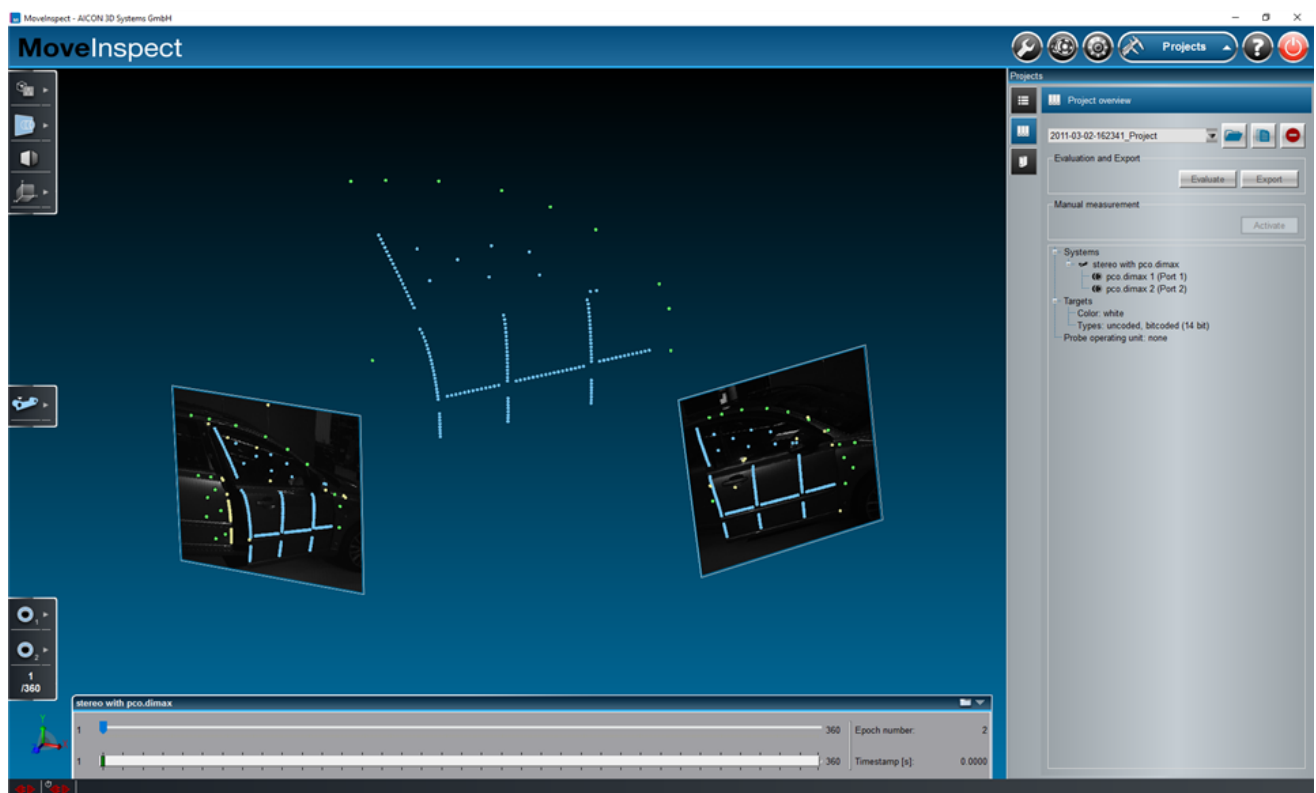 MoveInspect - AICON 3D Systems GmbH
MoveInspect
Projects
Projects
Project overview
2011-03-02-162341_Project
Evaluation and Export
Evaluate Export
Manual measurement
Activate
Systems
stereo with pco.dimax
pco.dimax 1 (Port 1)
pco.dimax 2 (Port 2)
Targets
Color: white
Types: uncoded, bitcoded (14 bit)
Probe operating unit: none
1
2
1
/360
stereo with pco.dimax
1 360 Epoch number: 2
1 360 Timestamp [s]: 0.0000